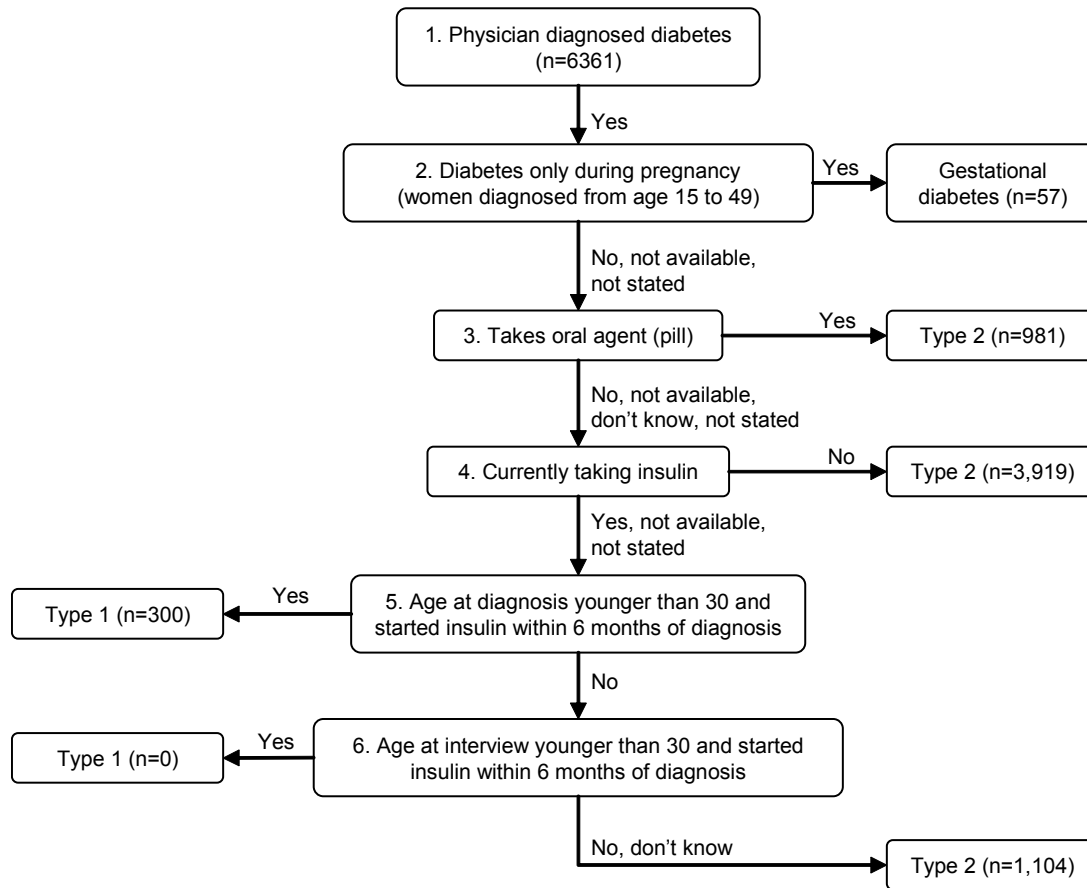 1. Physician diagnosed diabetes
(n=6361)
Yes
2. Diabetes only during pregnancy
(women diagnosed from age 15 to 49)
Yes
Gestational
diabetes (n=57)
No, not available,
not stated
3. Takes oral agent (pill)
Yes
Type 2 (n=981)
No, not available,
don’t know, not stated
4. Currently taking insulin
No
Type 2 (n=3,919)
Yes, not available,
not stated
Type 1 (n=300)
Yes
5. Age at diagnosis younger than 30 and
started insulin within 6 months of diagnosis
No
Type 1 (n=0)
Yes
6. Age at interview younger than 30 and started
insulin within 6 months of diagnosis
No, don’t know
Type 2 (n=1,104)